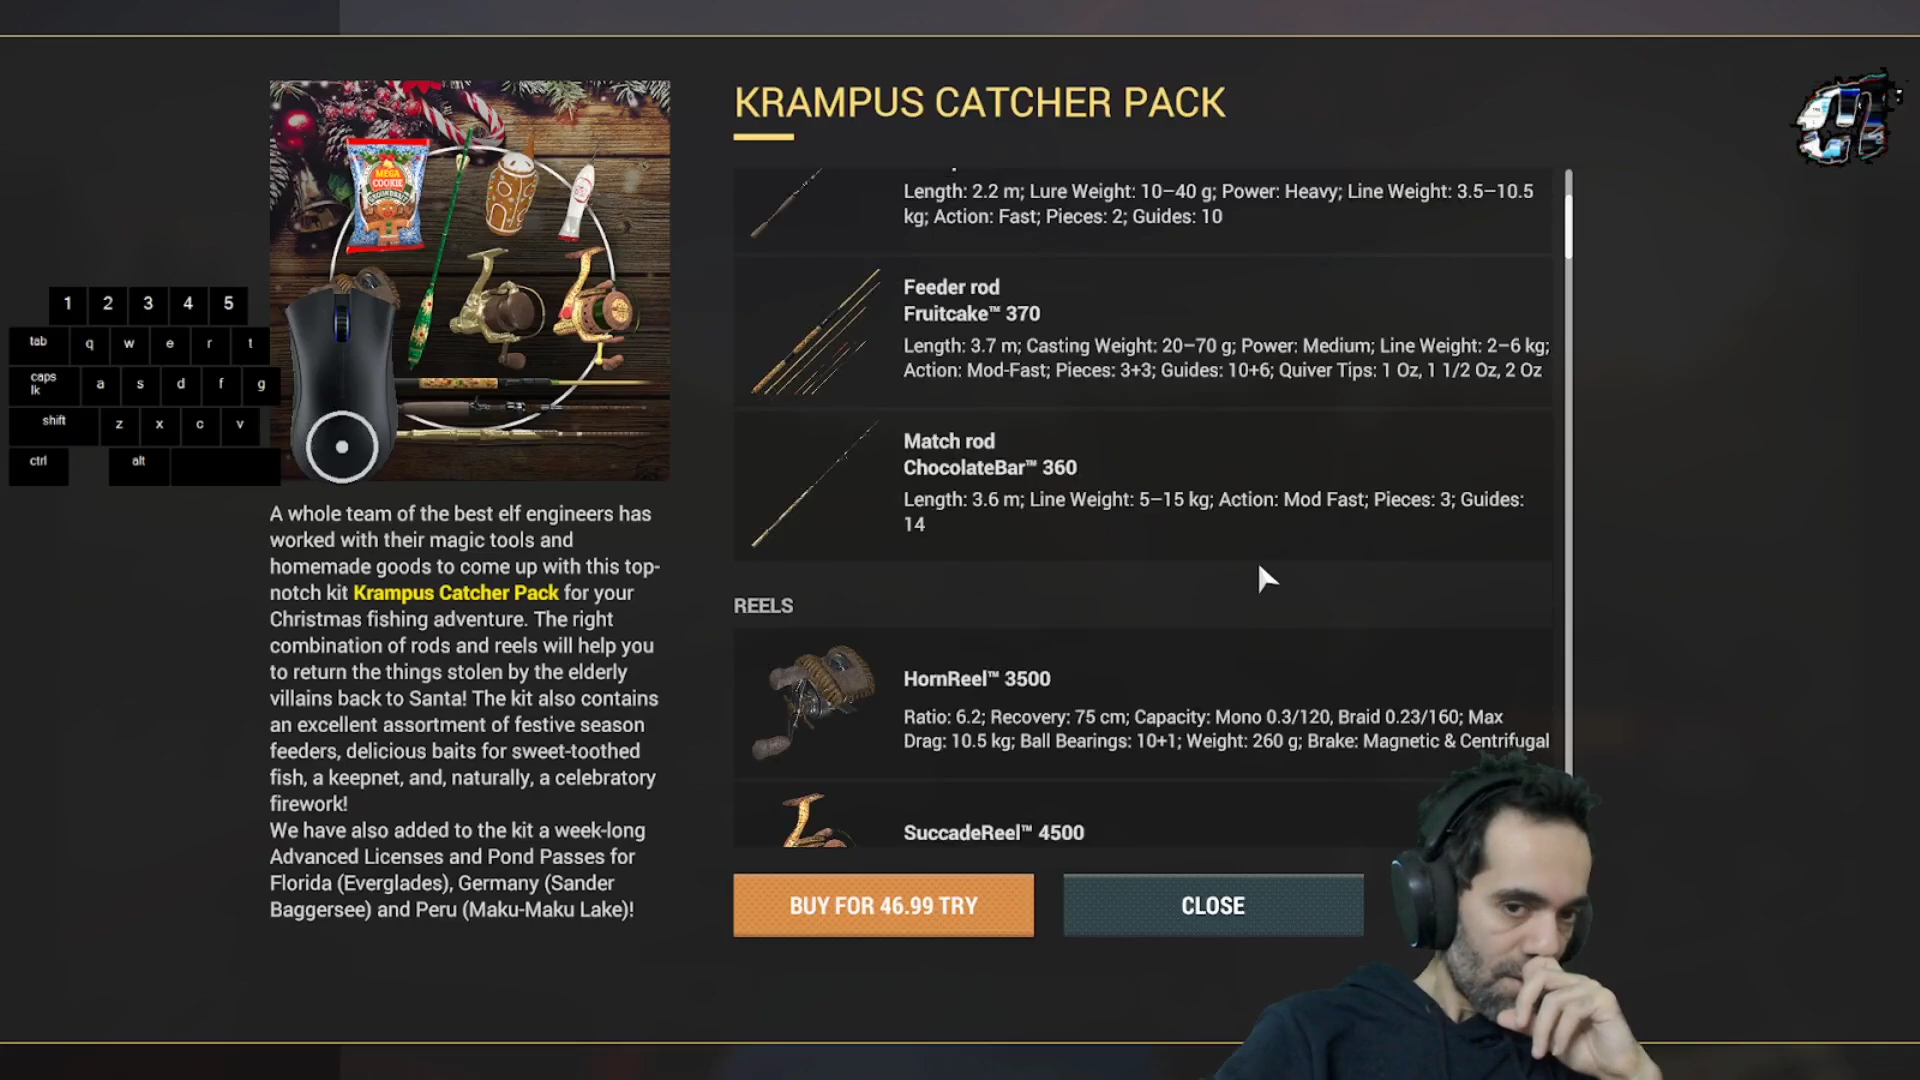 KRAMPUS CATCHER PACK
MEGA
COOKIE
GROUNDBAIT
1 2 3 4 5
tab q w e r t
caps
lk a s d f g
shift z x c v
ctrl alt
A whole team of the best elf engineers has
worked with their magic tools and
homemade goods to come up with this top-
notch kit Krampus Catcher Pack for your
Christmas fishing adventure. The right
combination of rods and reels will help you
to return the things stolen by the elderly
villains back to Santa! The kit also contains
an excellent assortment of festive season
feeders, delicious baits for sweet-toothed
fish, a keepnet, and, naturally, a celebratory
firework!
We have also added to the kit a week-long
Advanced Licenses and Pond Passes for
Florida (Everglades), Germany (Sander
Baggersee) and Peru (Maku-Maku Lake)!
Length: 2.2 m; Lure Weight: 10–40 g; Power: Heavy; Line Weight: 3.5–10.5
kg; Action: Fast; Pieces: 2; Guides: 10
Feeder rod
Fruitcake™ 370
Length: 3.7 m; Casting Weight: 20–70 g; Power: Medium; Line Weight: 2–6 kg;
Action: Mod-Fast; Pieces: 3+3; Guides: 10+6; Quiver Tips: 1 Oz, 1 1/2 Oz, 2 Oz
Match rod
ChocolateBar™ 360
Length: 3.6 m; Line Weight: 5–15 kg; Action: Mod Fast; Pieces: 3; Guides:
14
REELS
HornReel™ 3500
Ratio: 6.2; Recovery: 75 cm; Capacity: Mono 0.3/120, Braid 0.23/160; Max
Drag: 10.5 kg; Ball Bearings: 10+1; Weight: 260 g; Brake: Magnetic & Centrifugal
SuccadeReel™ 4500
BUY FOR 46.99 TRY
CLOSE